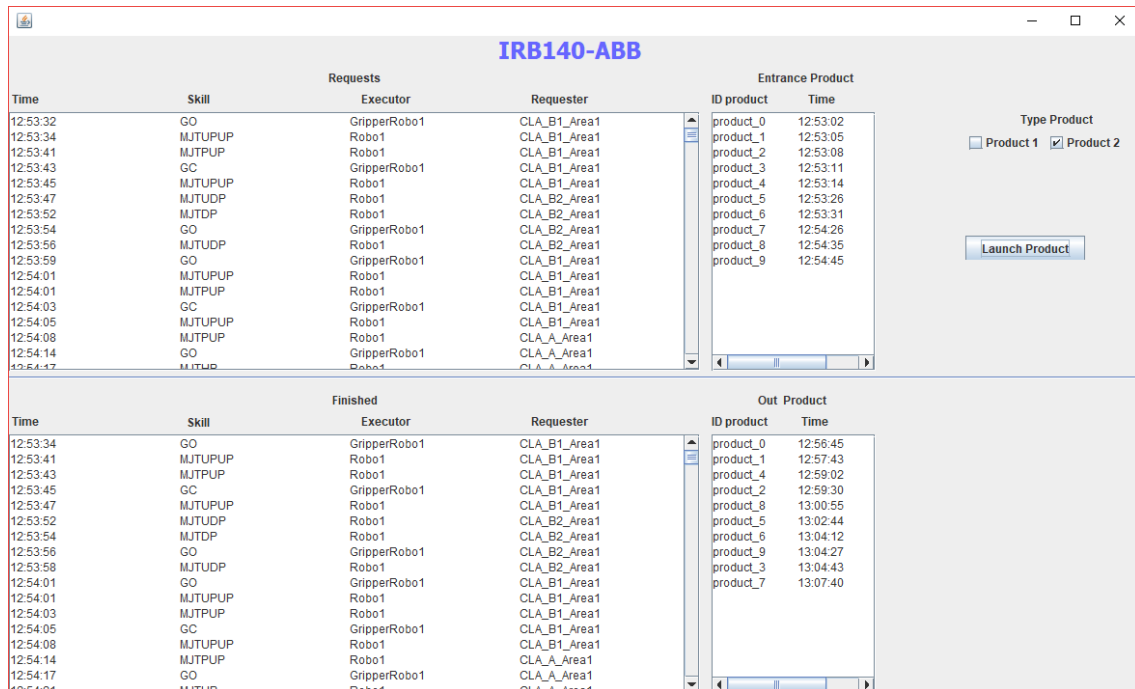 IRB140-ABB
Requests Entrance Product
Time Skill Executor Requester ID product Time
12:53:32 GO GripperRobo1 CLA_B1_Area1 product_0 12:53:02
Type Product
12:53:34 MJTUPUP Robo1 CLA_B1_Area1 product_1 12:53:05
12:53:41 MJTPUP Robo1 CLA_B1_Area1 product_2 12:53:08
Product 1 Product 2
12:53:43 GC GripperRobo1 CLA_B1_Area1 product_3 12:53:11
12:53:45 MJTUPUP Robo1 CLA_B1_Area1 product_4 12:53:14
12:53:47 MJTUDP Robo1 CLA_B2_Area1 product_5 12:53:26
12:53:52 MJTDP Robo1 CLA_B2_Area1 product_6 12:53:31
12:53:54 GO GripperRobo1 CLA_B2_Area1 product_7 12:54:26
12:53:56 MJTUDP Robo1 CLA_B2_Area1 product_8 12:54:35
Launch Product
12:53:59 GO GripperRobo1 CLA_B1_Area1 product_9 12:54:45
12:54:01 MJTUPUP Robo1 CLA_B1_Area1
12:54:01 MJTPUP Robo1 CLA_B1_Area1
12:54:03 GC GripperRobo1 CLA_B1_Area1
12:54:05 MJTUPUP Robo1 CLA_B1_Area1
12:54:08 MJTPUP Robo1 CLA_A_Area1
12:54:14 GO GripperRobo1 CLA_A_Area1
12:54:17 MJTHP Robo1 CLA_A_Area1
Finished Out Product
Time Skill Executor Requester ID product Time
12:53:34 GO GripperRobo1 CLA_B1_Area1 product_0 12:56:45
12:53:41 MJTUPUP Robo1 CLA_B1_Area1 product_1 12:57:43
12:53:43 MJTPUP Robo1 CLA_B1_Area1 product_4 12:59:02
12:53:45 GC GripperRobo1 CLA_B1_Area1 product_2 12:59:30
12:53:47 MJTUPUP Robo1 CLA_B1_Area1 product_8 13:00:55
12:53:52 MJTUDP Robo1 CLA_B2_Area1 product_5 13:02:44
12:53:54 MJTDP Robo1 CLA_B2_Area1 product_6 13:04:12
12:53:56 GO GripperRobo1 CLA_B2_Area1 product_9 13:04:27
12:53:58 MJTUDP Robo1 CLA_B2_Area1 product_3 13:04:43
12:54:01 GO GripperRobo1 CLA_B1_Area1 product_7 13:07:40
12:54:01 MJTUPUP Robo1 CLA_B1_Area1
12:54:03 MJTPUP Robo1 CLA_B1_Area1
12:54:05 GC GripperRobo1 CLA_B1_Area1
12:54:08 MJTUPUP Robo1 CLA_B1_Area1
12:54:14 MJTPUP Robo1 CLA_A_Area1
12:54:17 GO GripperRobo1 CLA_A_Area1